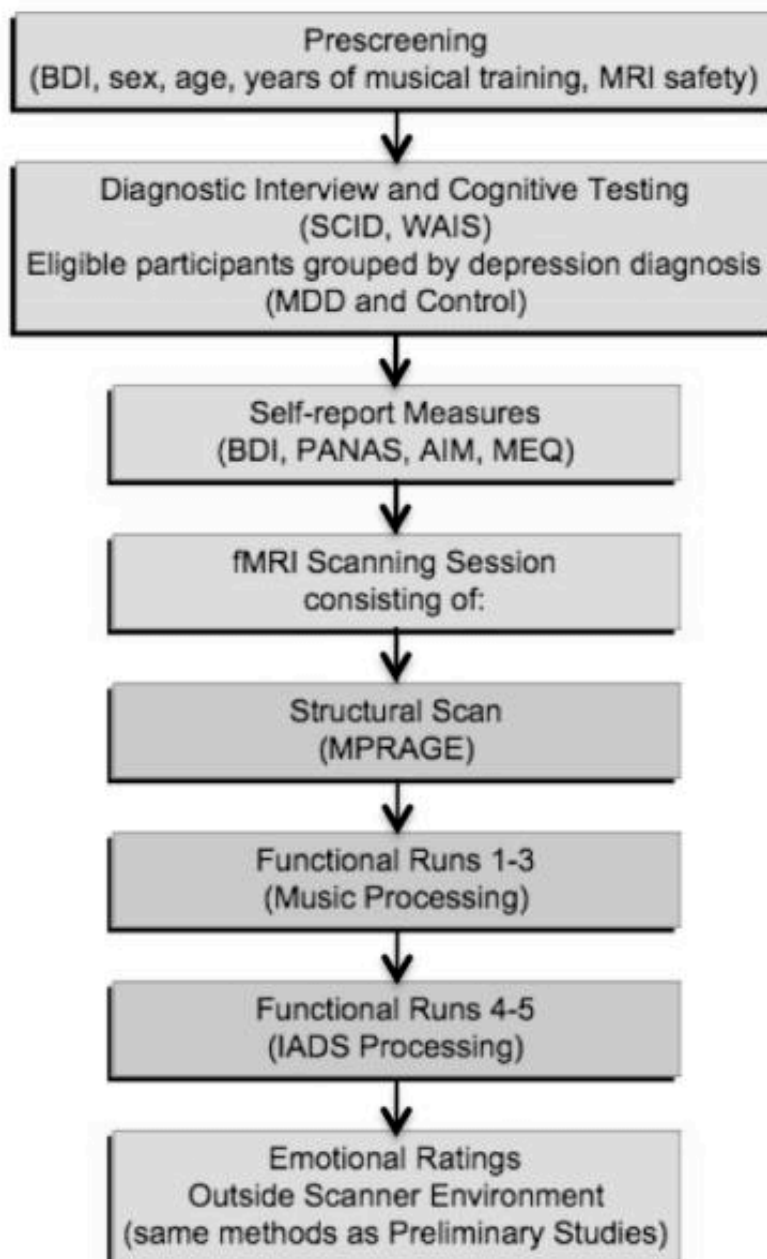 Prescreening
(BDI, sex, age, years of musical training, MRI safety)
Diagnostic Interview and Cognitive Testing
(SCID, WAIS)
Eligible participants grouped by depression diagnosis
(MDD and Control)
Self-report Measures
(BDI, PANAS, AIM, MEQ)
fMRI Scanning Session
consisting of:
Structural Scan
(MPRAGE)
Functional Runs 1-3
(Music Processing)
Functional Runs 4-5
(IADS Processing)
Emotional Ratings
Outside Scanner Environment
(same methods as Preliminary Studies)